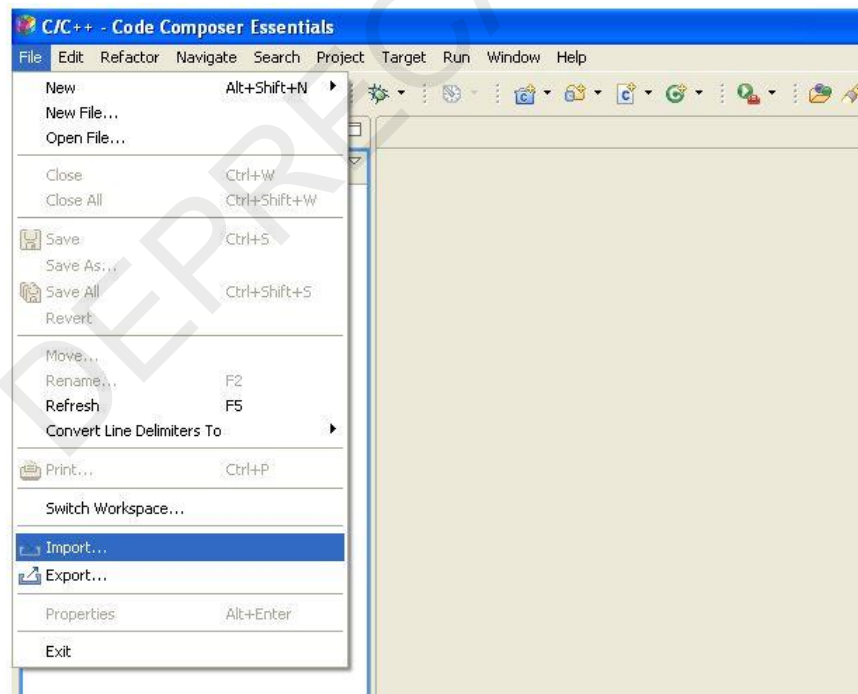 C/C++ - Code Composer Essentials
File Edit Refactor Navigate Search Project Target Run Window Help
New Alt+Shift+N
New File...
Open File...
Close Ctrl+W
Close All Ctrl+Shift+W
Save Ctrl+S
Save As...
Save All Ctrl+Shift+S
Revert
Move...
Rename... F2
Refresh F5
Convert Line Delimiters To
Print... Ctrl+P
Switch Workspace...
Import...
Export...
Properties Alt+Enter
Exit
DEPRECA